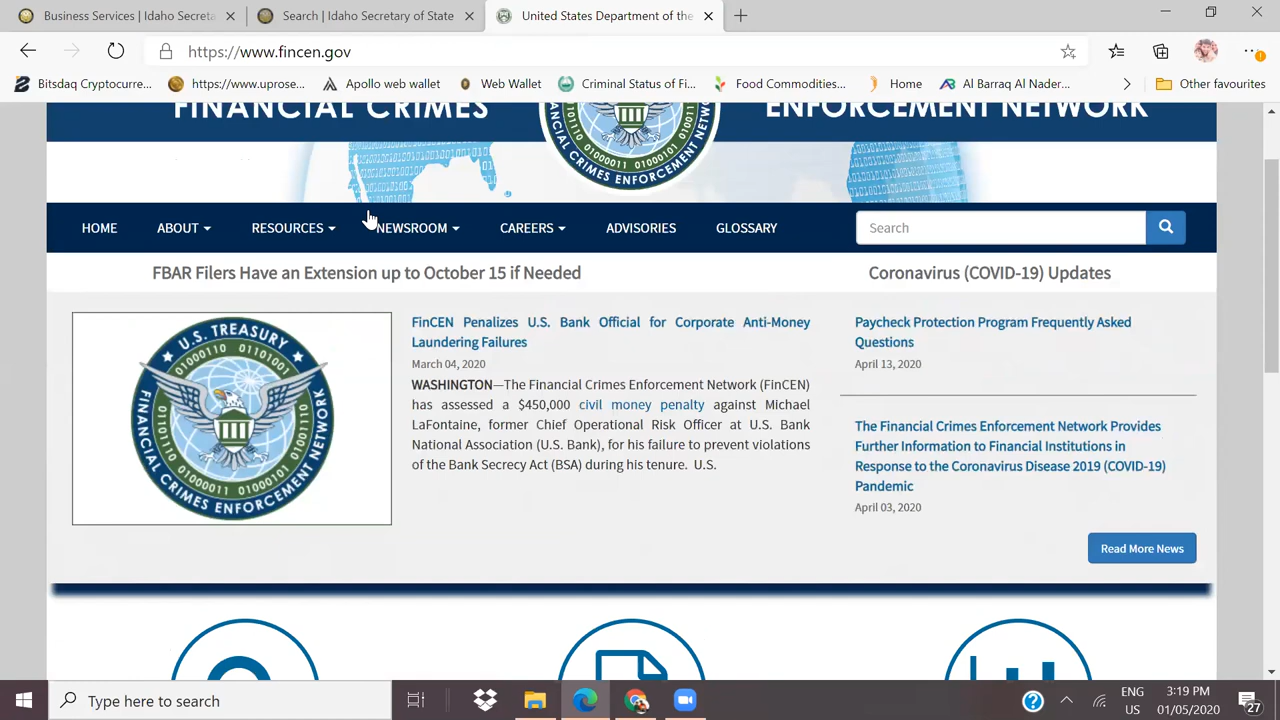 Business Services | Idaho Secreta
Search | Idaho Secretary of State
United States Department of the
https://www.fincen.gov
Bitsdaq Cryptocurre...
https://www.uprose...
Apollo web wallet
Web Wallet
Criminal Status of Fi...
Food Commodities...
Home
Al Barraq Al Nader...
Other favourites
FINANCIAL CRIMES
ENFORCEMENT NETWORK
HOME
ABOUT
RESOURCES
NEWSROOM
CAREERS
ADVISORIES
GLOSSARY
Search
FBAR Filers Have an Extension up to October 15 if Needed
Coronavirus (COVID-19) Updates
U.S. TREASURY
FINANCIAL CRIMES ENFORCEMENT NETWORK
FinCEN Penalizes U.S. Bank Official for Corporate Anti-Money
Laundering Failures
March 04, 2020
WASHINGTON—The Financial Crimes Enforcement Network (FinCEN)
has assessed a $450,000 civil money penalty against Michael
LaFontaine, former Chief Operational Risk Officer at U.S. Bank
National Association (U.S. Bank), for his failure to prevent violations
of the Bank Secrecy Act (BSA) during his tenure. U.S.
Paycheck Protection Program Frequently Asked
Questions
April 13, 2020
The Financial Crimes Enforcement Network Provides
Further Information to Financial Institutions in
Response to the Coronavirus Disease 2019 (COVID-19)
Pandemic
April 03, 2020
Read More News
Type here to search
ENG
US
3:19 PM
01/05/2020
27